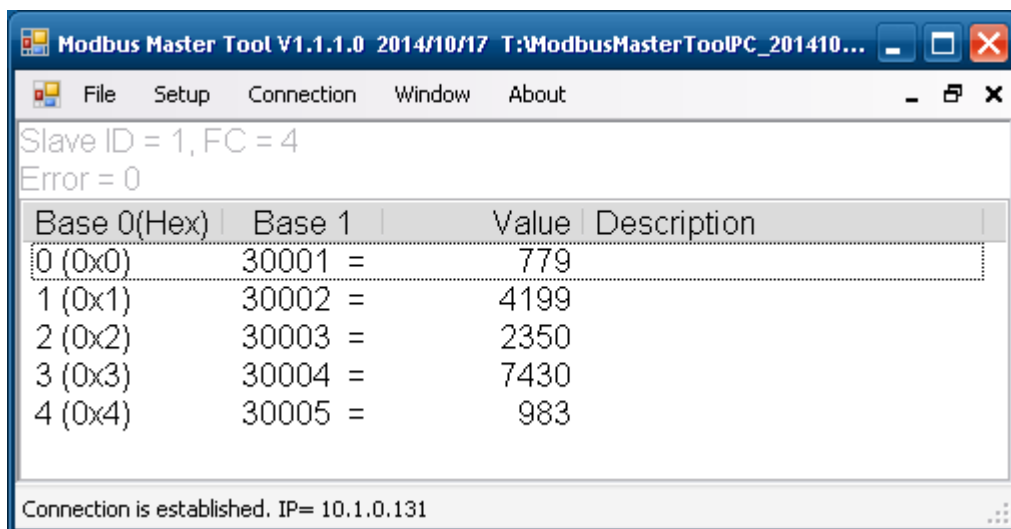 Modbus Master Tool V1.1.1.0 2014/10/17 T:\ModbusMasterToolPC_201410...
File Setup Connection Window About
Slave ID = 1, FC = 4
Error = 0
Base 0(Hex) Base 1 Value Description
0 (0x0) 30001 = 779
1 (0x1) 30002 = 4199
2 (0x2) 30003 = 2350
3 (0x3) 30004 = 7430
4 (0x4) 30005 = 983
Connection is established. IP= 10.1.0.131